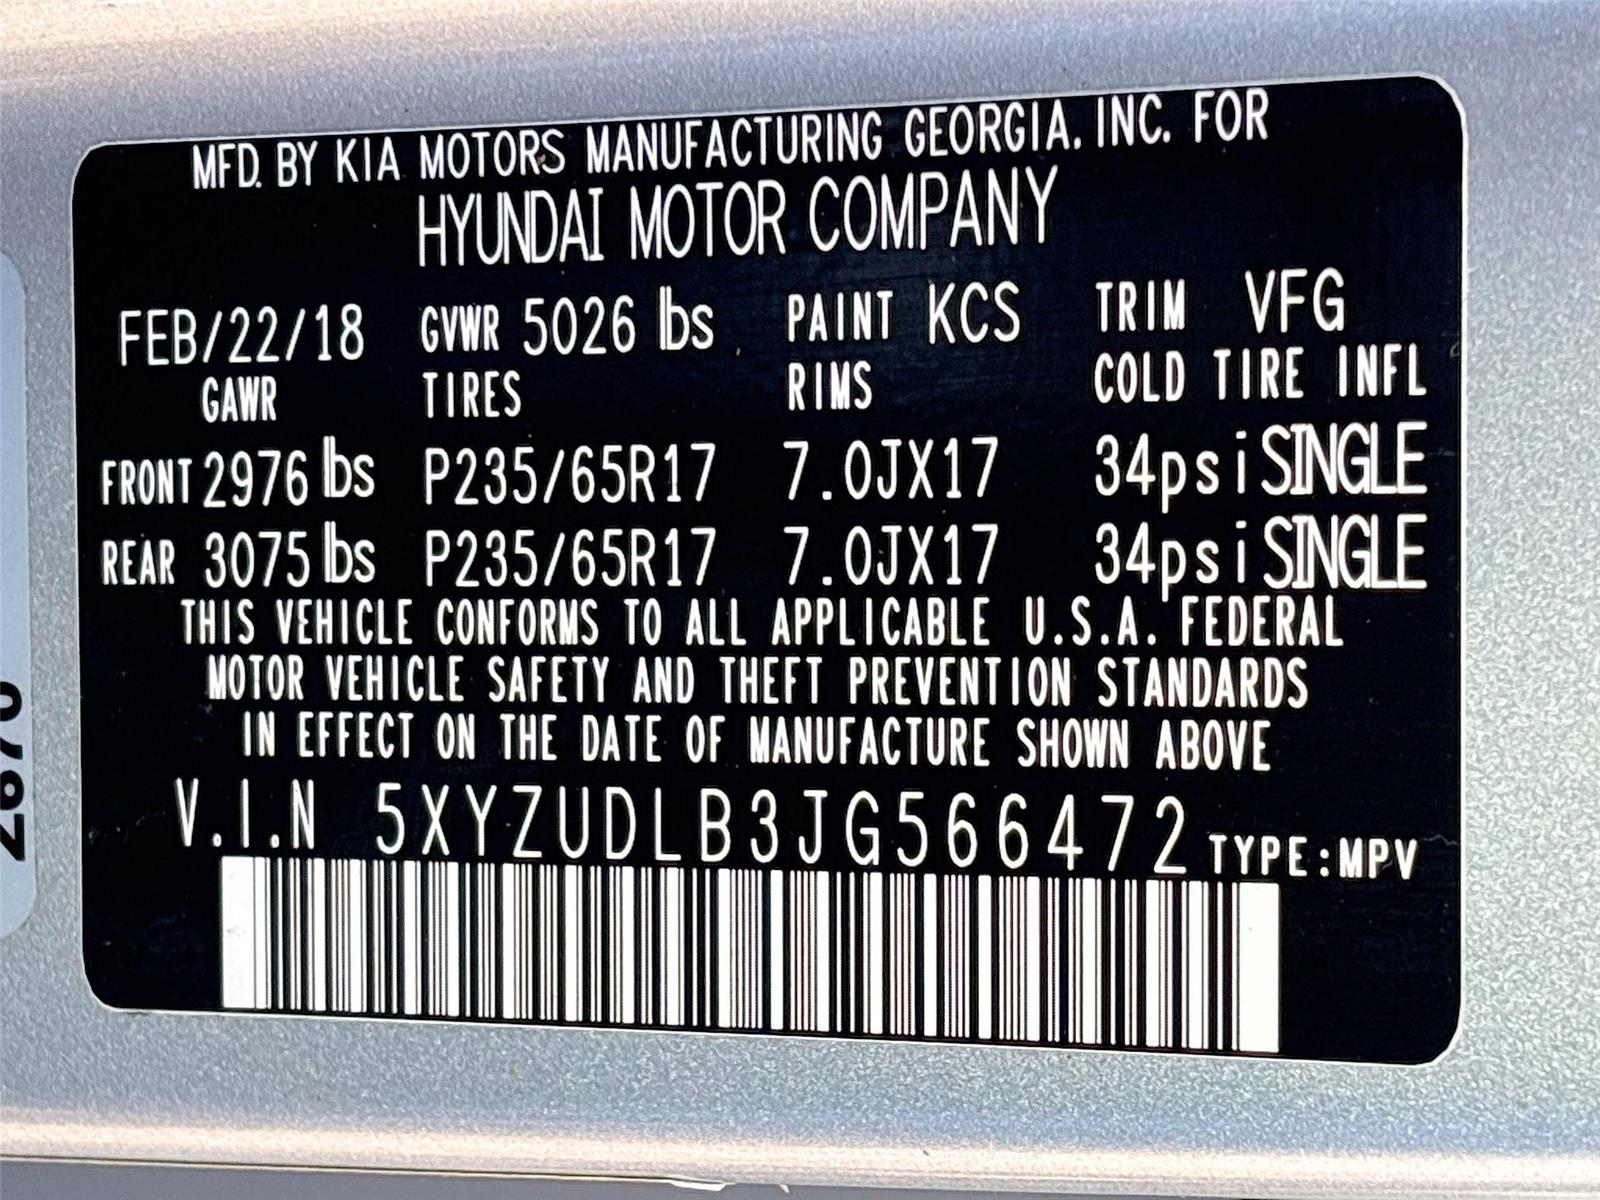 MFD. BY KIA MOTORS MANUFACTURING GEORGIA, INC. FOR
HYUNDAI MOTOR COMPANY
FEB/22/18 GVWR 5026 lbs PAINT KCS TRIM VFG
GAWR TIRES RIMS COLD TIRE INFL
FRONT 2976 lbs P235/65R17 7.0JX17 34psi SINGLE
REAR 3075 lbs P235/65R17 7.0JX17 34psi SINGLE
THIS VEHICLE CONFORMS TO ALL APPLICABLE U.S.A. FEDERAL
MOTOR VEHICLE SAFETY AND THEFT PREVENTION STANDARDS
IN EFFECT ON THE DATE OF MANUFACTURE SHOWN ABOVE
V.I.N 5XYZUDLB3JG566472 TYPE:MPV